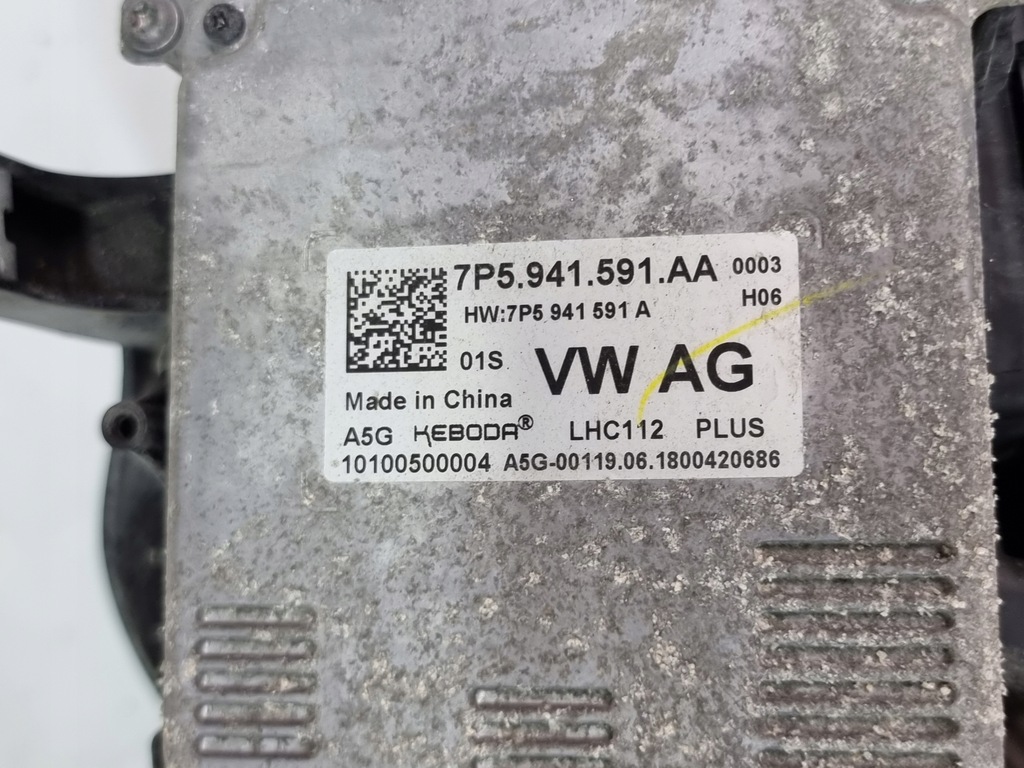 7P5.941.591.AA 0003
HW:7P5 941 591 A H06
01S VW AG
Made in China
A5G KEBODA® LHC112 PLUS
10100500004 A5G-00119.06.1800420686